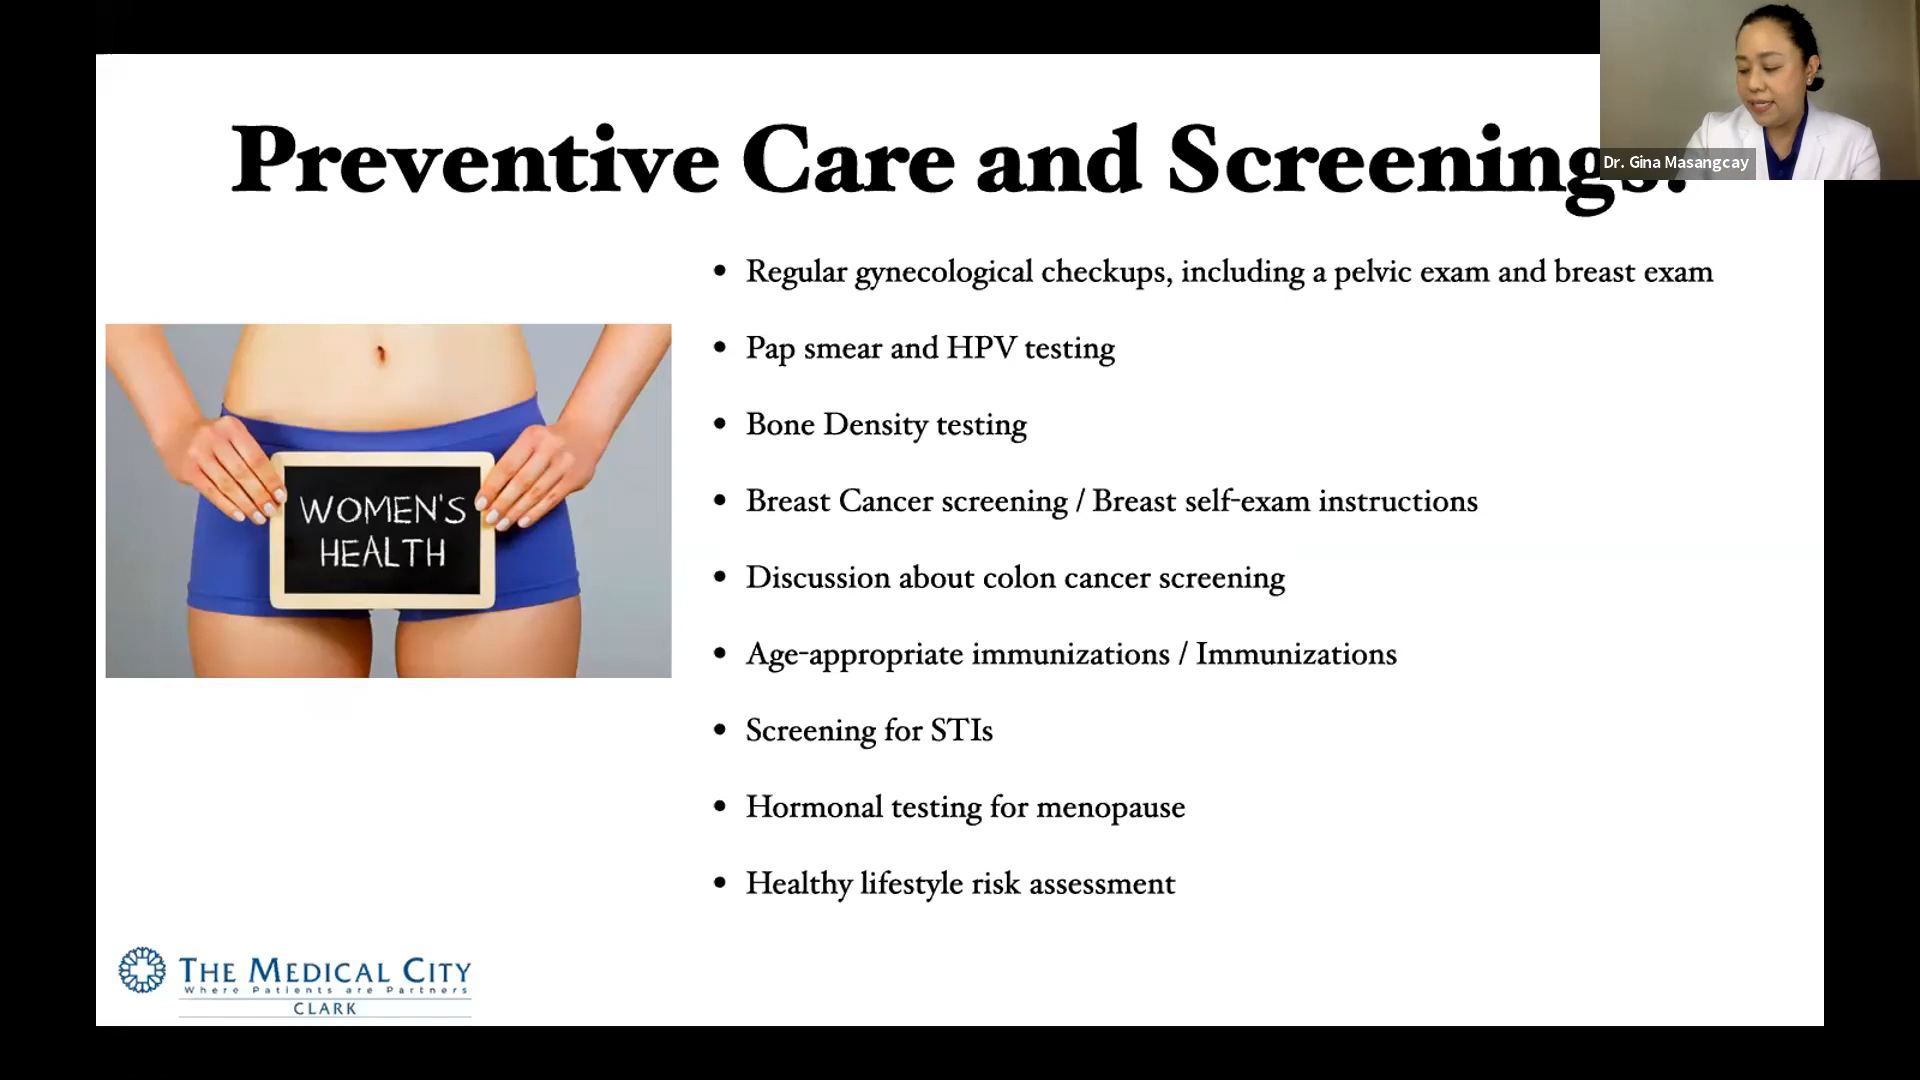 Preventive Care and Screenings:
Dr. Gina Masangcay
• Regular gynecological checkups, including a pelvic exam and breast exam
• Pap smear and HPV testing
• Bone Density testing
• Breast Cancer screening / Breast self-exam instructions
• Discussion about colon cancer screening
• Age-appropriate immunizations / Immunizations
• Screening for STIs
• Hormonal testing for menopause
• Healthy lifestyle risk assessment
WOMEN'S
HEALTH
THE MEDICAL CITY
Where Patients are Partners
CLARK